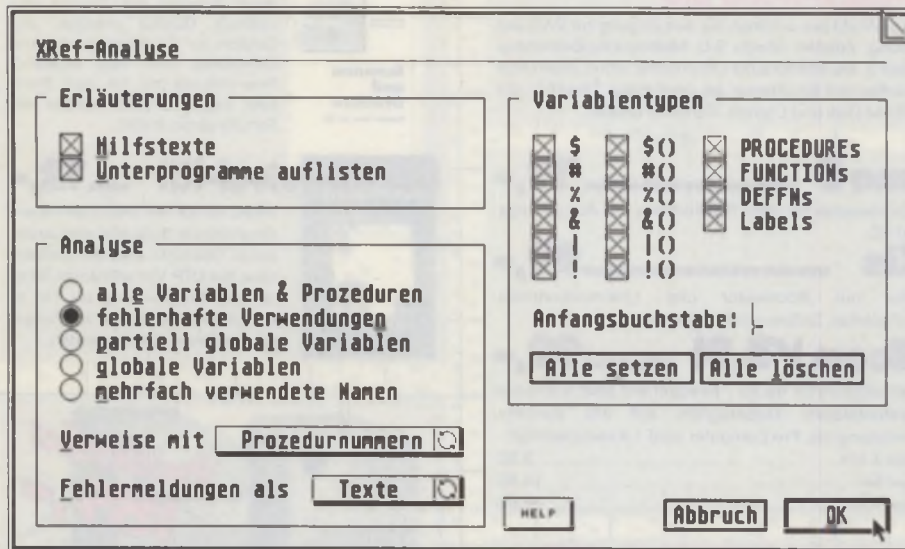 XRef-Analyse
Erläuterungen
Hilfstexte
Unterprogramme auflisten
Analyse
alle Variablen & Prozeduren
fehlerhafte Verwendungen
partiell globale Variablen
globale Variablen
mehrfach verwendete Namen
Verweise mit Prozedurnummern
Fehlermeldungen als Texte
Variablentypen
$ $() PROCEDUREs
# #() FUNCTIONs
% %() DEFFNs
& &() Labels
| |()
! !()
Anfangsbuchstabe: _
Alle setzen Alle löschen
HELP Abbruch OK